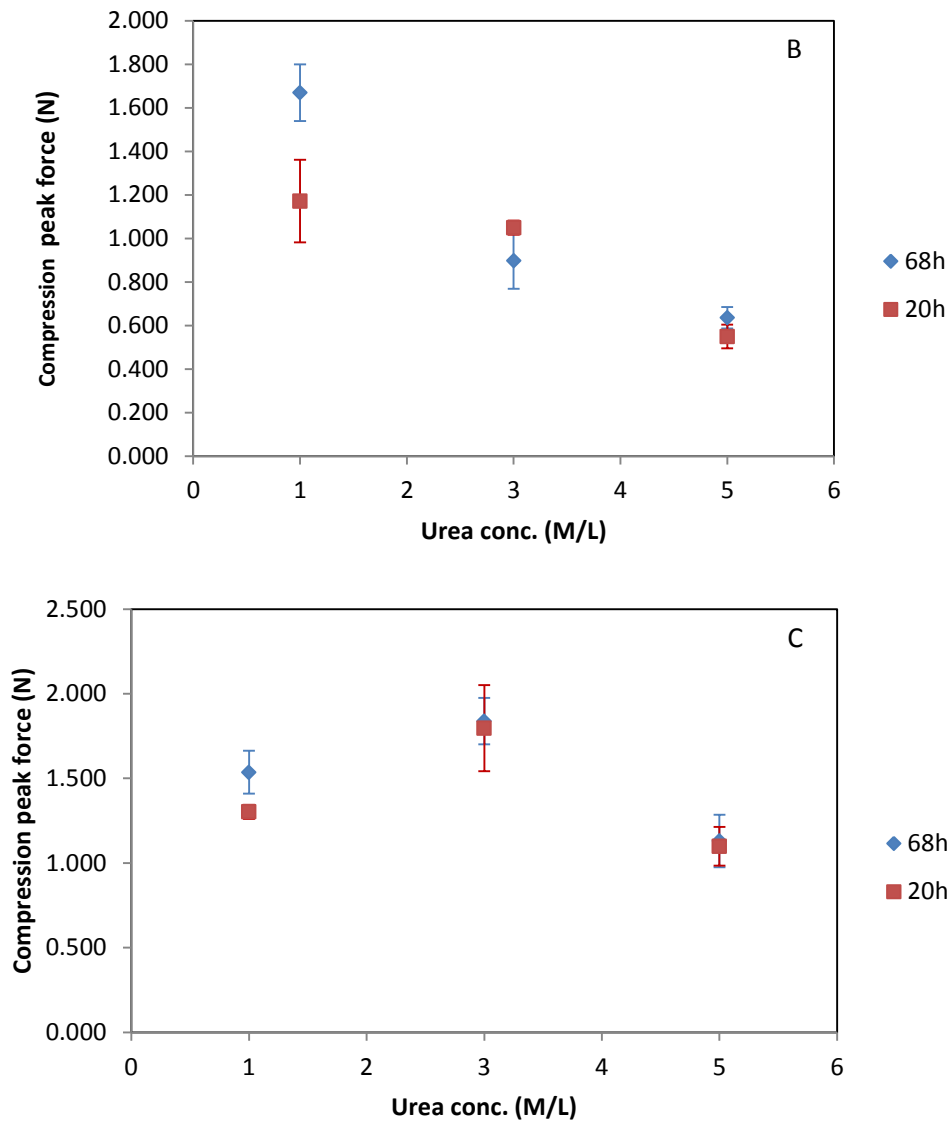 2.000
B
1.800
1.600
1.400
1.200
1.000
0.800
0.600
0.400
0.200
0.000
0 1 2 3 4 5 6
Compression peak force (N)
Urea conc. (M/L)
68h
20h
2.500
C
2.000
1.500
1.000
0.500
0.000
0 1 2 3 4 5 6
Compression peak force (N)
Urea conc. (M/L)
68h
20h